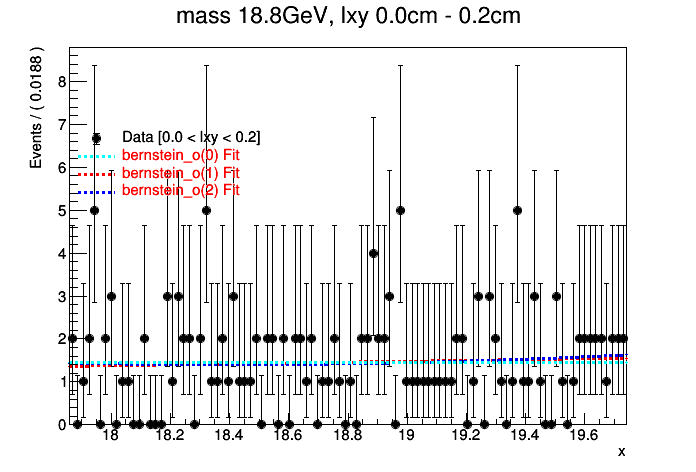 mass 18.8GeV, lxy 0.0cm - 0.2cm
Events / ( 0.0188 )
8
7
6
5
4
3
2
1
0
Data [0.0 < lxy < 0.2]
bernstein_o(0) Fit
bernstein_o(1) Fit
bernstein_o(2) Fit
18 18.2 18.4 18.6 18.8 19 19.2 19.4 19.6
x